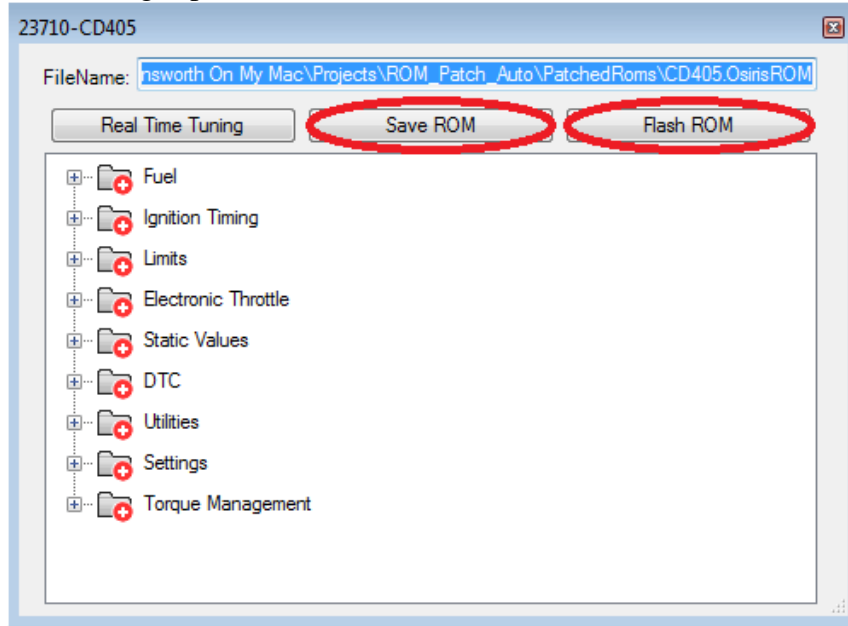 23710-CD405
FileName: nsworth On My Mac\Projects\ROM_Patch_Auto\PatchedRoms\CD405.OsirisROM
Real Time Tuning Save ROM Flash ROM
Fuel
Ignition Timing
Limits
Electronic Throttle
Static Values
DTC
Utilities
Settings
Torque Management